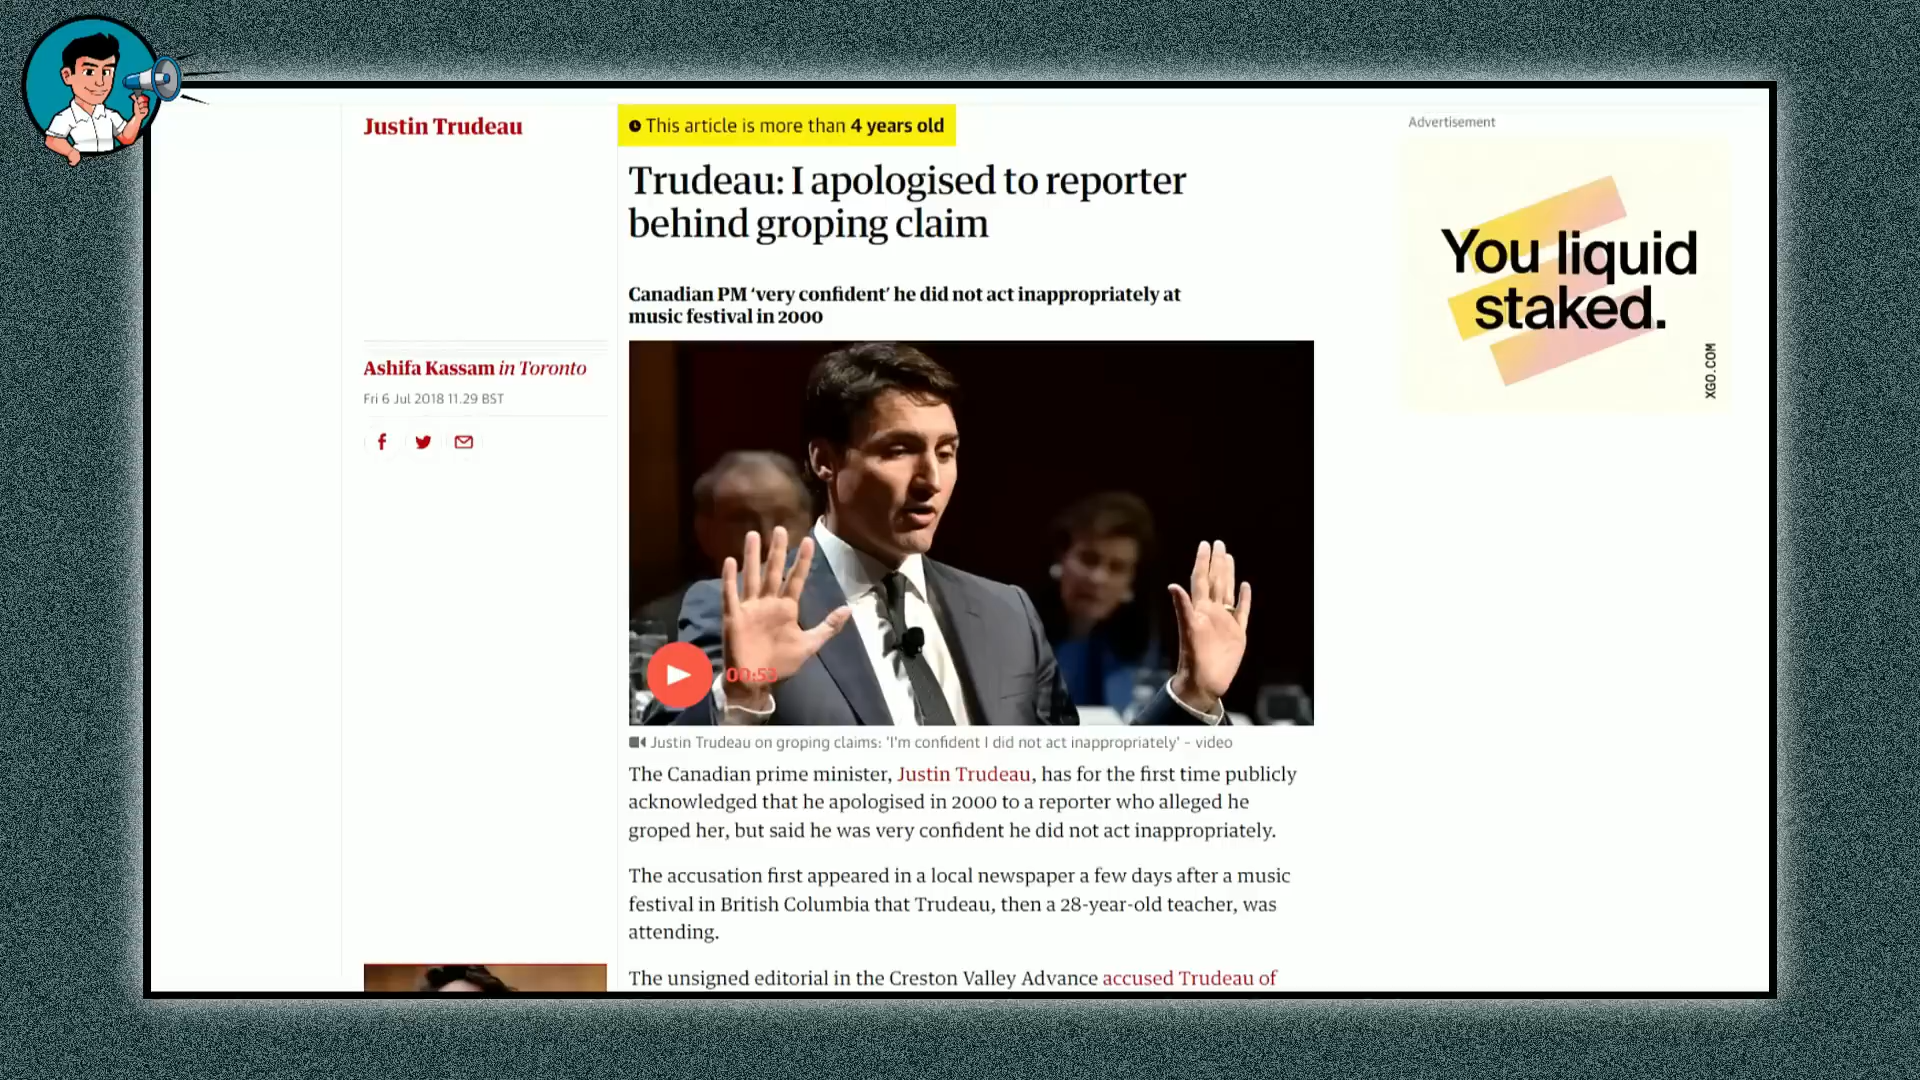 Justin Trudeau
This article is more than 4 years old
Trudeau: I apologised to reporter
behind groping claim
Canadian PM ‘very confident’ he did not act inappropriately at
music festival in 2000
Ashifa Kassam in Toronto
Fri 6 Jul 2018 11.29 BST
00:53
Justin Trudeau on groping claims: 'I'm confident I did not act inappropriately' – video
The Canadian prime minister, Justin Trudeau, has for the first time publicly
acknowledged that he apologised in 2000 to a reporter who alleged he
groped her, but said he was very confident he did not act inappropriately.
The accusation first appeared in a local newspaper a few days after a music
festival in British Columbia that Trudeau, then a 28-year-old teacher, was
attending.
The unsigned editorial in the Creston Valley Advance accused Trudeau of
Advertisement
You liquid
staked.
XGO.COM